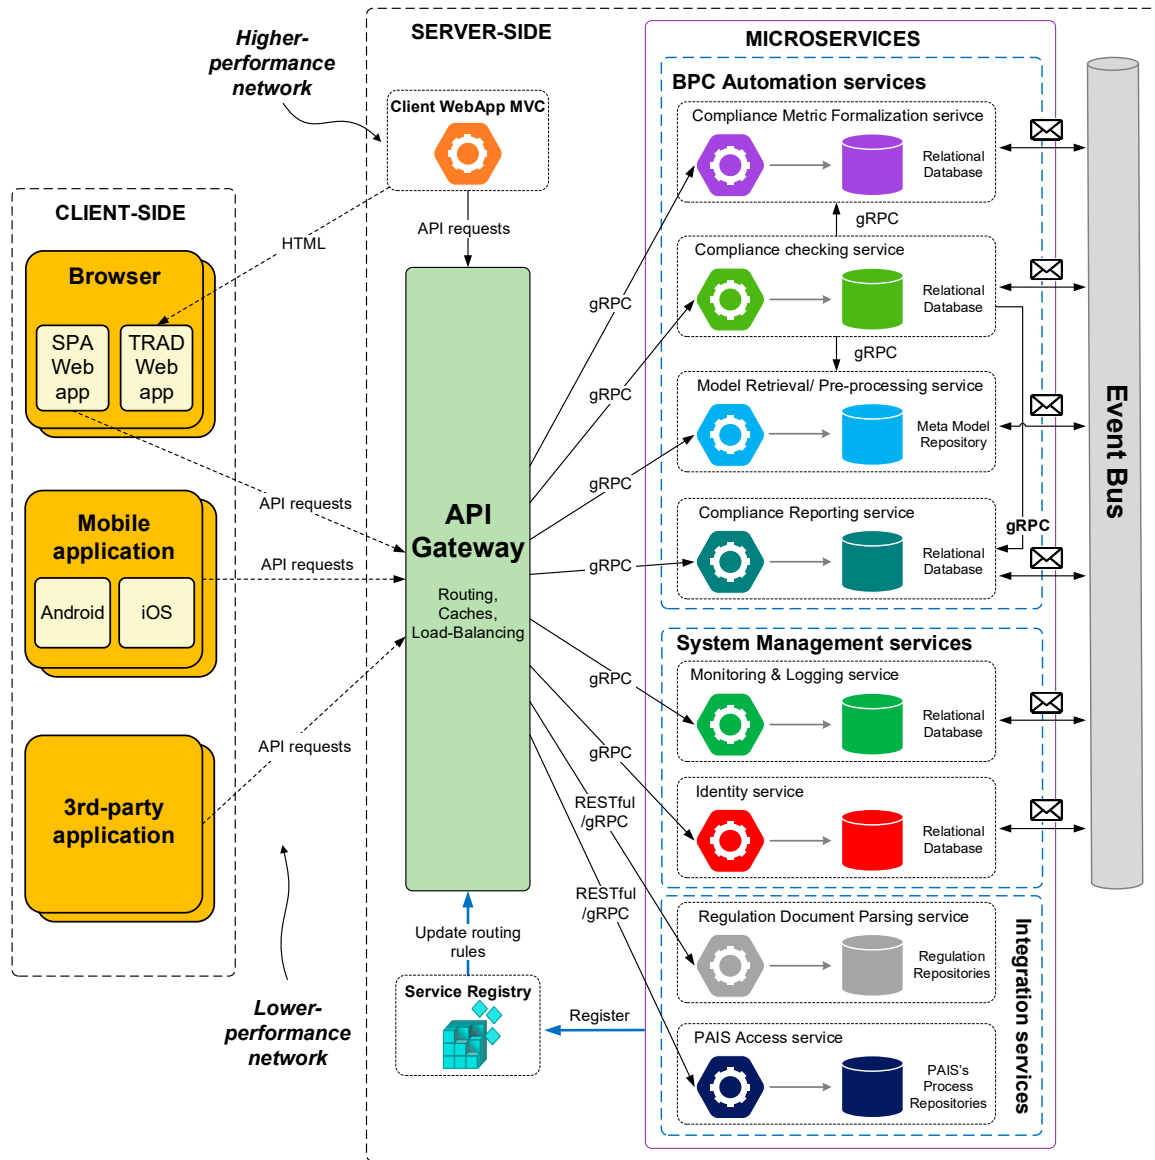 Higher-
performance
network
SERVER-SIDE
Client WebApp MVC
API requests
HTML
CLIENT-SIDE
Browser
SPA
Web
app
TRAD
Web
app
API requests
Mobile
application
Android
iOS
API requests
3rd-party
application
API requests
Lower-
performance
network
API
Gateway
Routing,
Caches,
Load-Balancing
Update routing
rules
Service Registry
Register
gRPC
gRPC
gRPC
gRPC
gRPC
gRPC
RESTful
/gRPC
RESTful
/gRPC
MICROSERVICES
BPC Automation services
Compliance Metric Formalization serivce
Relational
Database
gRPC
Compliance checking service
Relational
Database
gRPC
Model Retrieval/ Pre-processing service
Meta Model
Repository
Compliance Reporting service
gRPC
Relational
Database
System Management services
Monitoring & Logging service
Relational
Database
Identity service
Relational
Database
Regulation Document Parsing service
Regulation
Repositories
PAIS Access service
PAIS's
Process
Repositories
Integration services
Event Bus